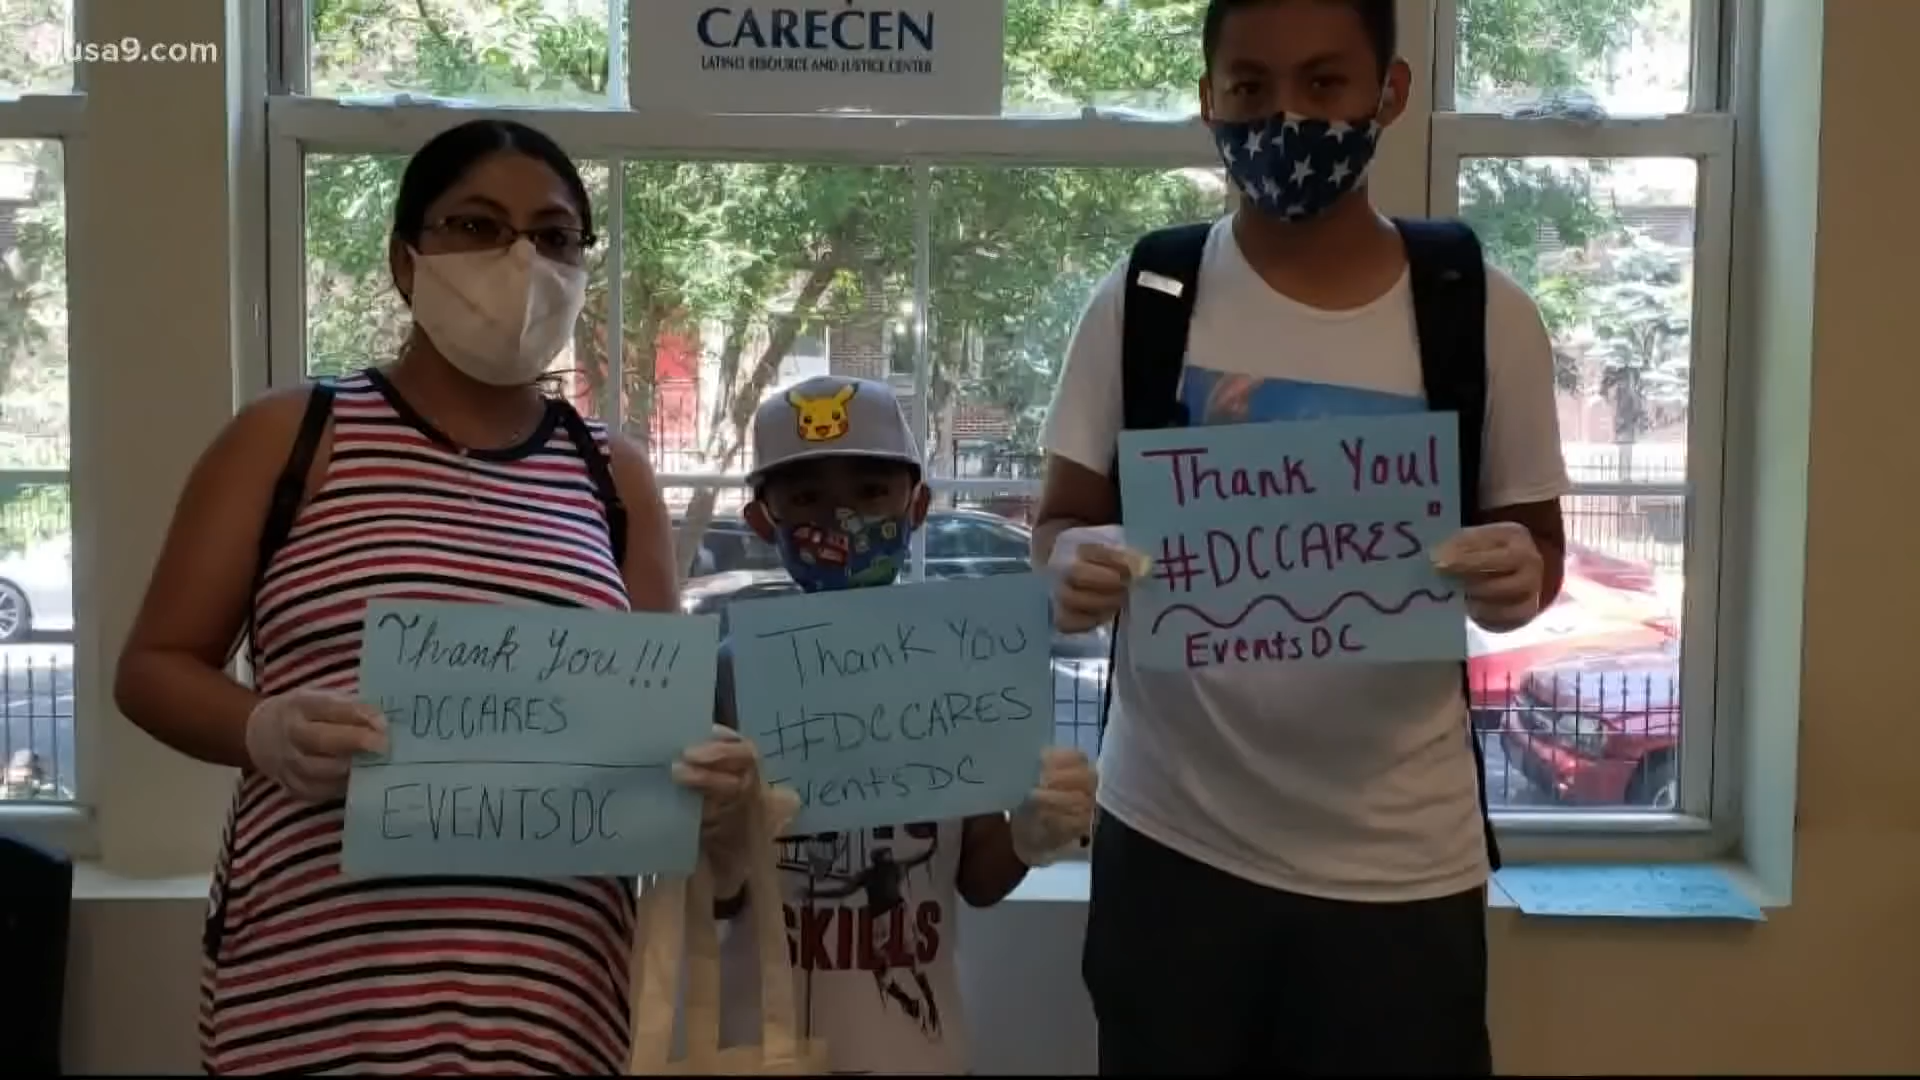 wusa9.com
CARECEN
LATINO RESOURCE AND JUSTICE CENTER
Thank You!
#DCCARES
EventsDC
Thank You!!!
#DCCARES
EVENTSDC
Thank You
#DCCARES
EventsDC
SKILLS